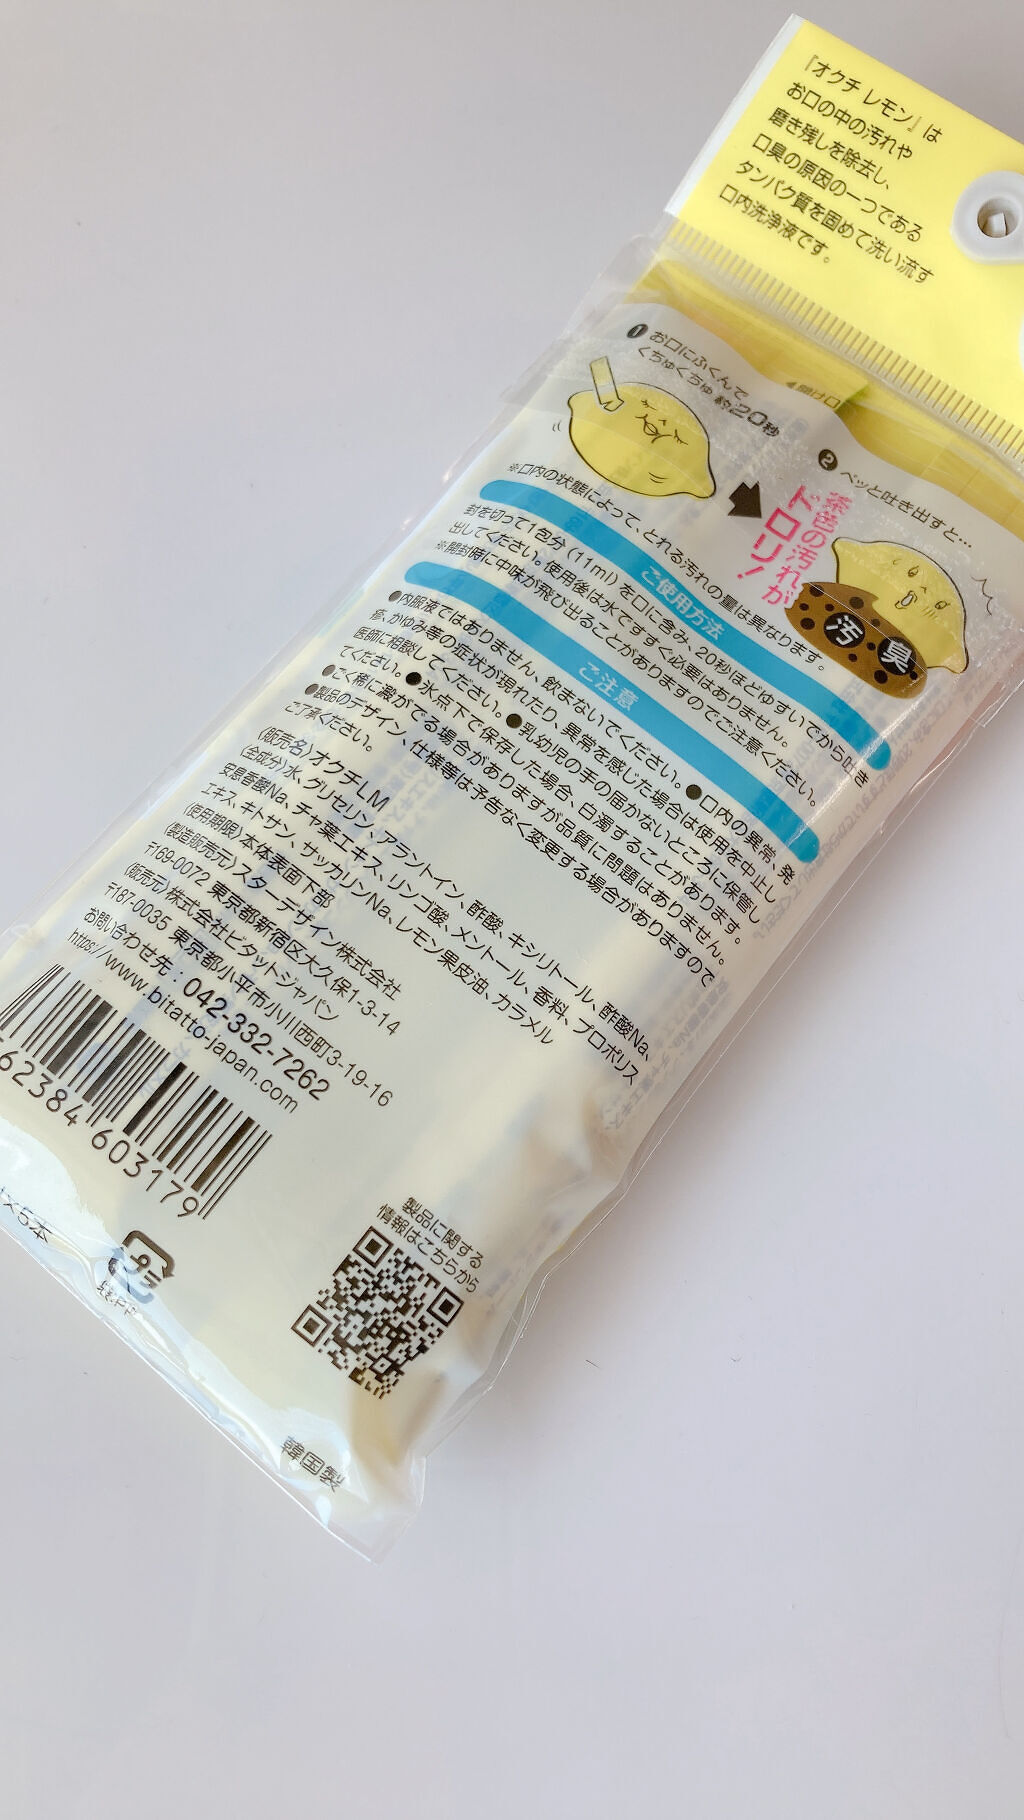 『オクチ レモン』は
お口の中の汚れや
磨き残しを除去し、
口臭の原因の一つである
タンパク質を固めて洗い流す
口内洗浄液です。
開け口
1 お口にふくんで
くちゅくちゅ 約20秒
2 ペッと吐き出すと…
茶色の汚れが
ドロリ!
汚 臭
※口内の状態によって、とれる汚れの量は異なります。
ご使用方法
封を切って1包分(11ml)を口に含み、20秒ほどゆすいでから吐き
出してください。使用後は水ですすぐ必要はありません。
※開封時に中味が飛び出ることがありますのでご注意ください。
ご注意
●内服液ではありません、飲まないでください。●口内の異常、発
疹、かゆみ等の症状が現れたり、異常を感じた場合は使用を中止し
医師に相談してください。●乳幼児の手の届かないところに保管し
てください。●氷点下で保存した場合、白濁することがあります。
●ごく稀に澱がでる場合がありますが品質に問題はありません。
●製品のデザイン、仕様等は予告なく変更する場合がありますので
ご了承ください。
〈販売名〉オクチLM
〈全成分〉水、グリセリン、アラントイン、酢酸、キシリトール、酢酸Na、
安息香酸Na、チャ葉エキス、リンゴ酸、メントール、香料、プロポリス
エキス、キトサン、サッカリンNa、レモン果皮油、カラメル
〈使用期限〉本体表面下部
〈製造販売元〉スターデザイン株式会社
〒169-0072 東京都新宿区大久保1-3-14
〈販売元〉株式会社ビタットジャパン
〒187-0035 東京都小平市小川西町3-19-16
お問い合わせ先：042-332-7262
https://www.bitatto-japan.com
62384 603179
×5本
プラ
製品に関する
情報はこちらから
韓国製